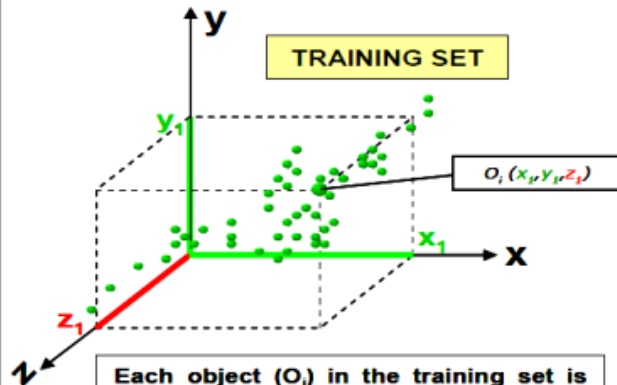 y
TRAINING SET
y₁
Oᵢ (x₁,y₁,z₁)
x₁
x
z₁
z
Each object (Oᵢ) in the training set is